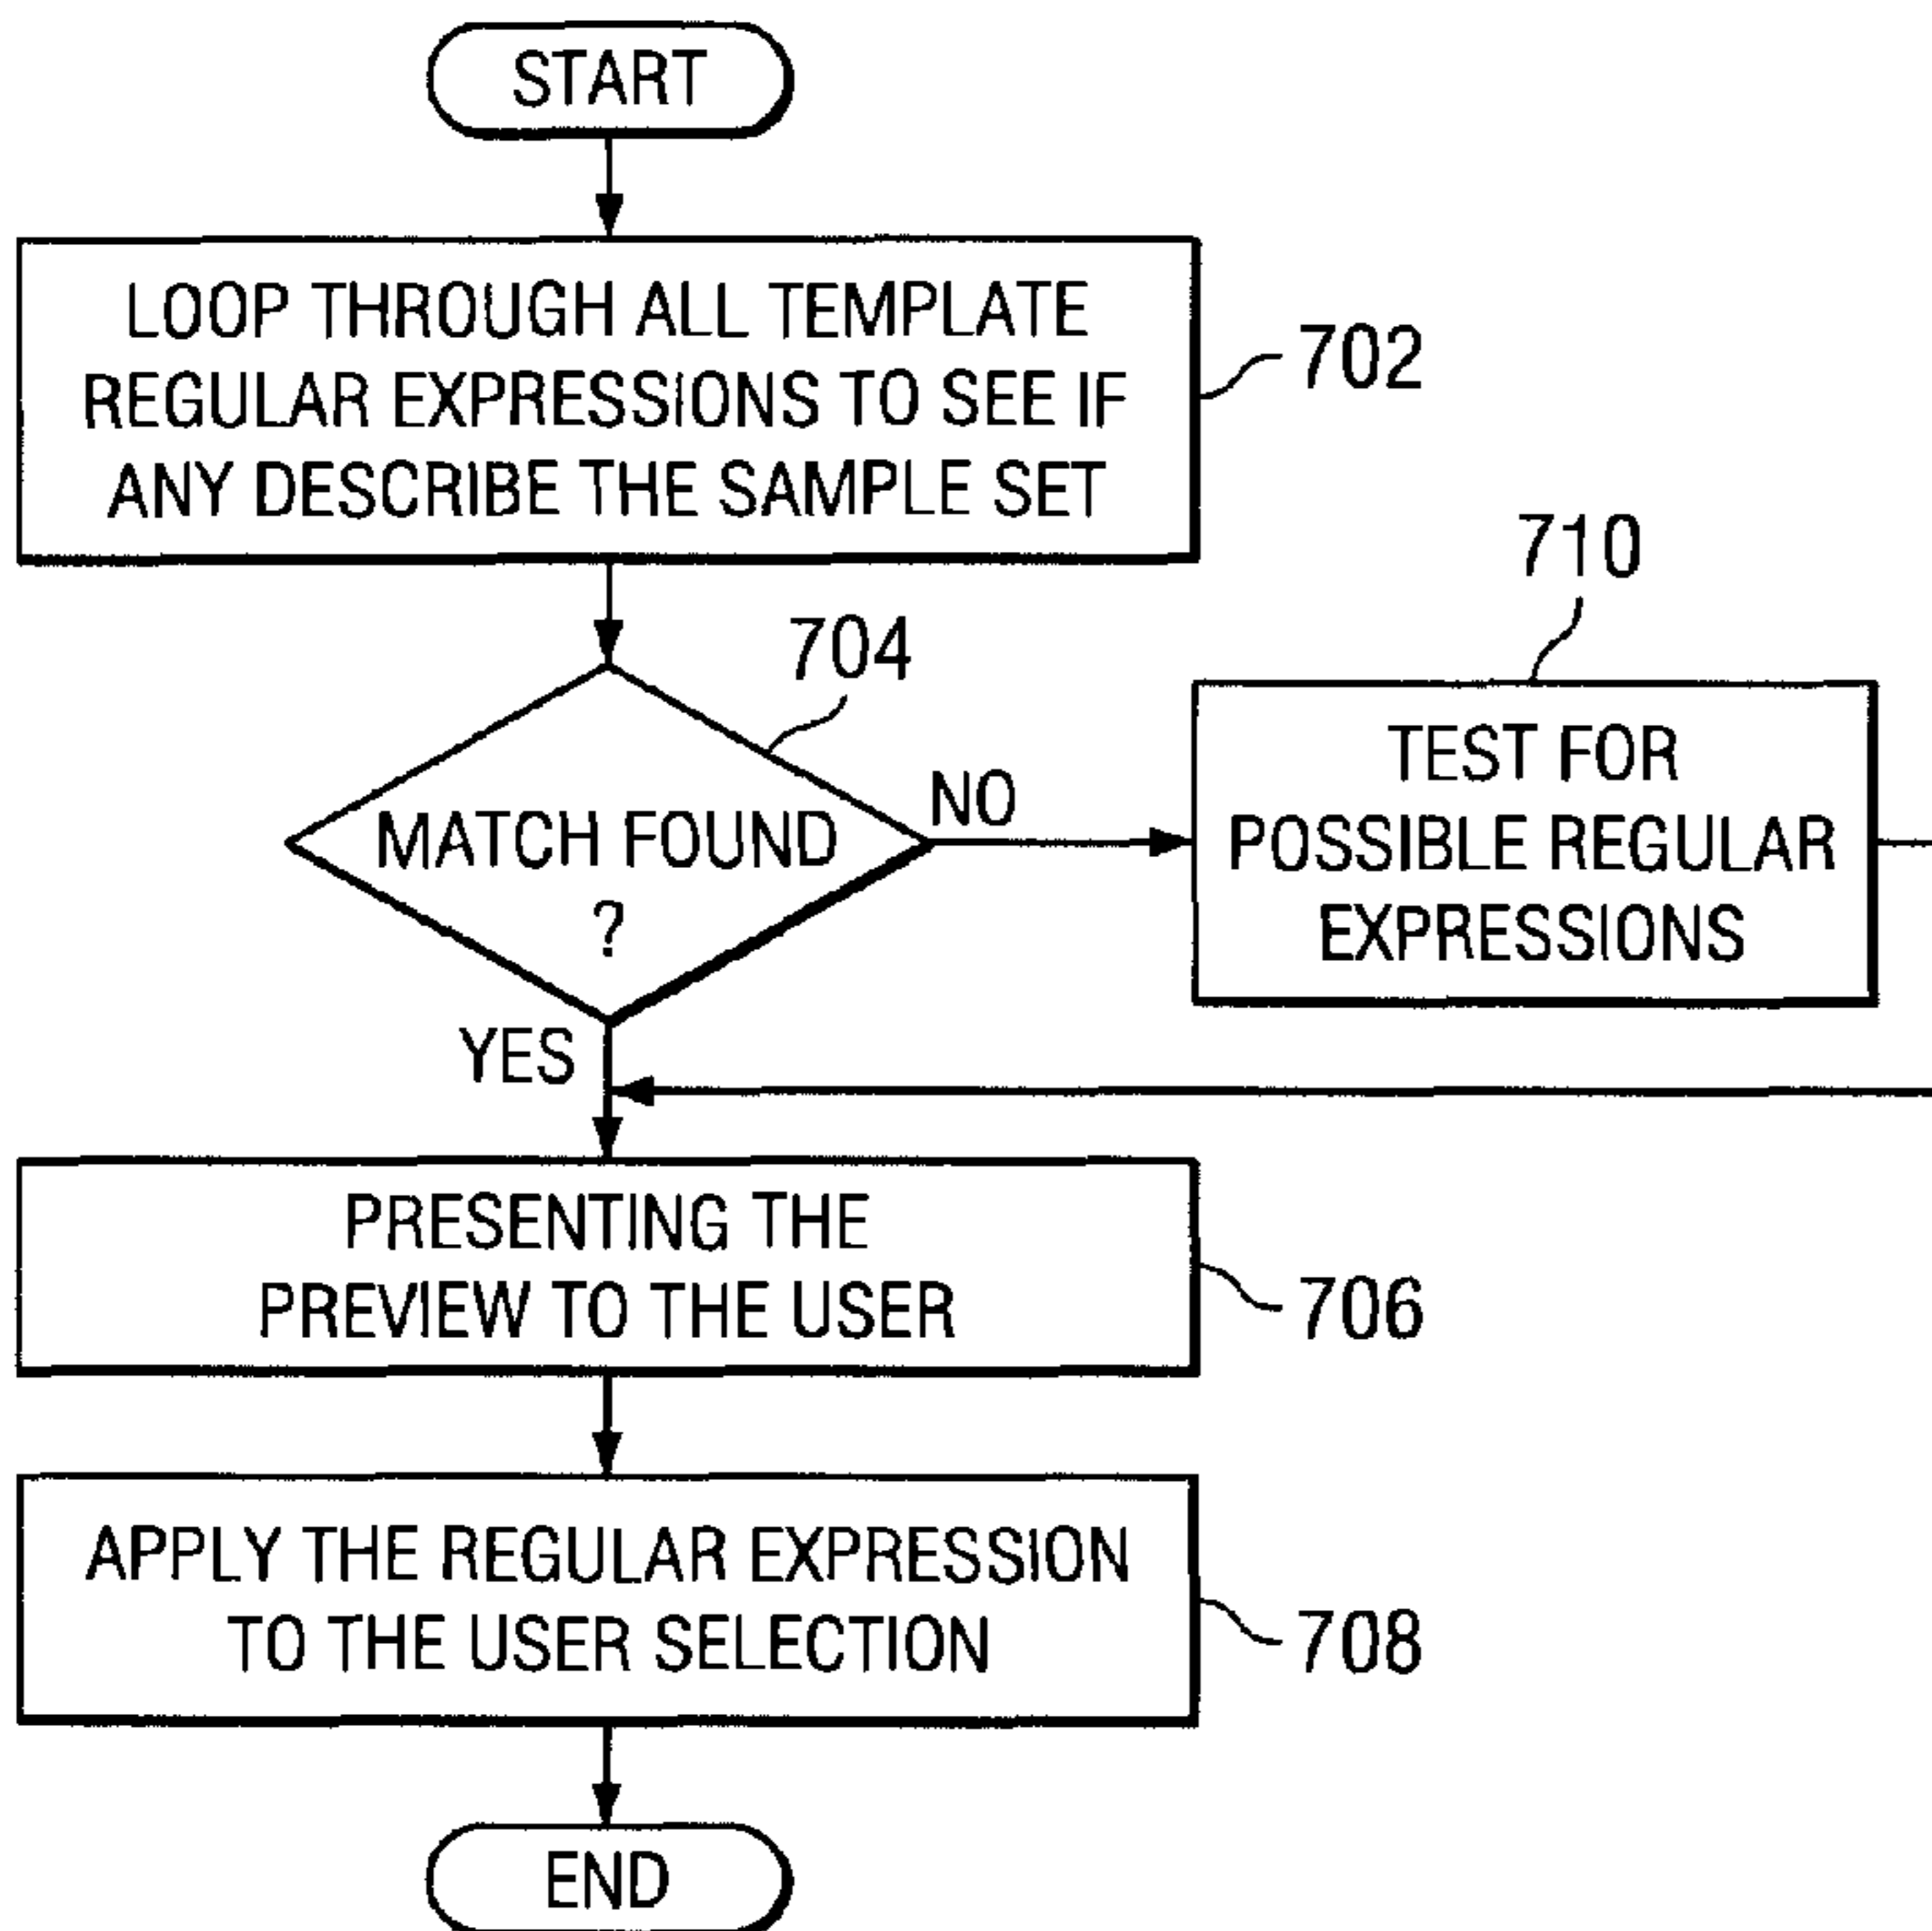 START
LOOP THROUGH ALL TEMPLATE
REGULAR EXPRESSIONS TO SEE IF
ANY DESCRIBE THE SAMPLE SET
702
704
MATCH FOUND
?
NO
710
TEST FOR
POSSIBLE REGULAR
EXPRESSIONS
YES
PRESENTING THE
PREVIEW TO THE USER
706
APPLY THE REGULAR EXPRESSION
TO THE USER SELECTION
708
END